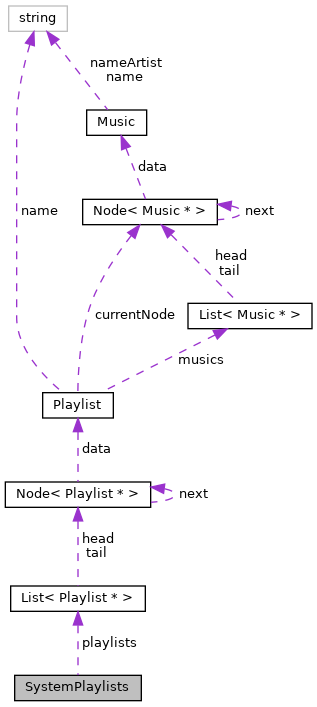 string
nameArtist
name
Music
data
Node< Music * >
next
head
tail
name
currentNode
List< Music * >
musics
Playlist
data
Node< Playlist * >
next
head
tail
List< Playlist * >
playlists
SystemPlaylists